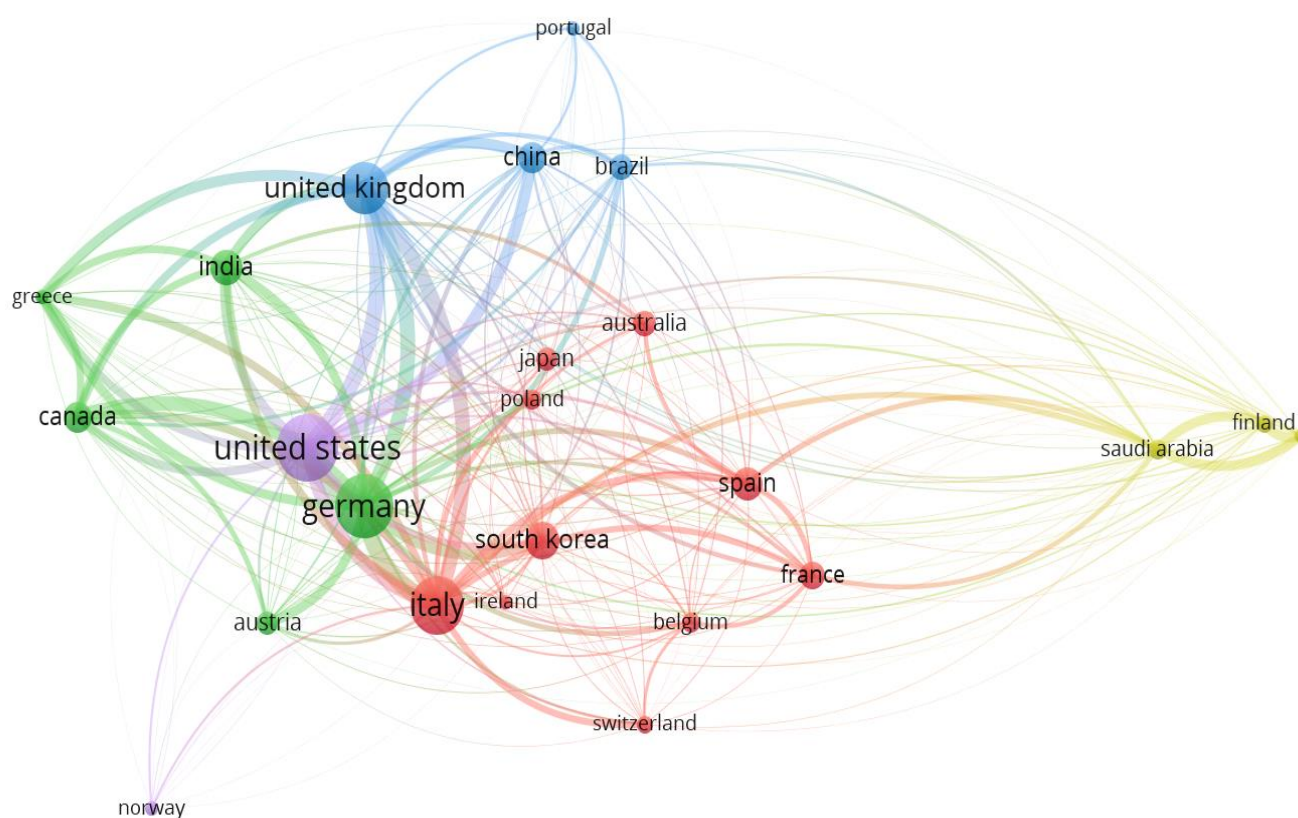 portugal
china
brazil
united kingdom
india
greece
australia
japan
poland
canada
finland
united states
saudi arabia
spain
germany
south korea
france
italy
ireland
belgium
austria
switzerland
norway